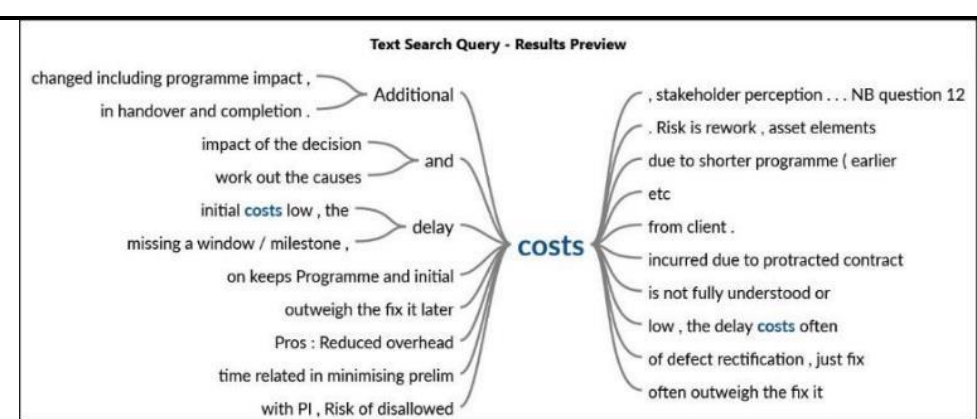 Text Search Query - Results Preview
changed including programme impact ,
in handover and completion .
Additional
impact of the decision
work out the causes
and
initial costs low , the
missing a window / milestone ,
delay
on keeps Programme and initial
outweigh the fix it later
Pros : Reduced overhead
time related in minimising prelim
with PI , Risk of disallowed
costs
, stakeholder perception . . . NB question 12
. Risk is rework , asset elements
due to shorter programme ( earlier
etc
from client .
incurred due to protracted contract
is not fully understood or
low , the delay costs often
of defect rectification , just fix
often outweigh the fix it